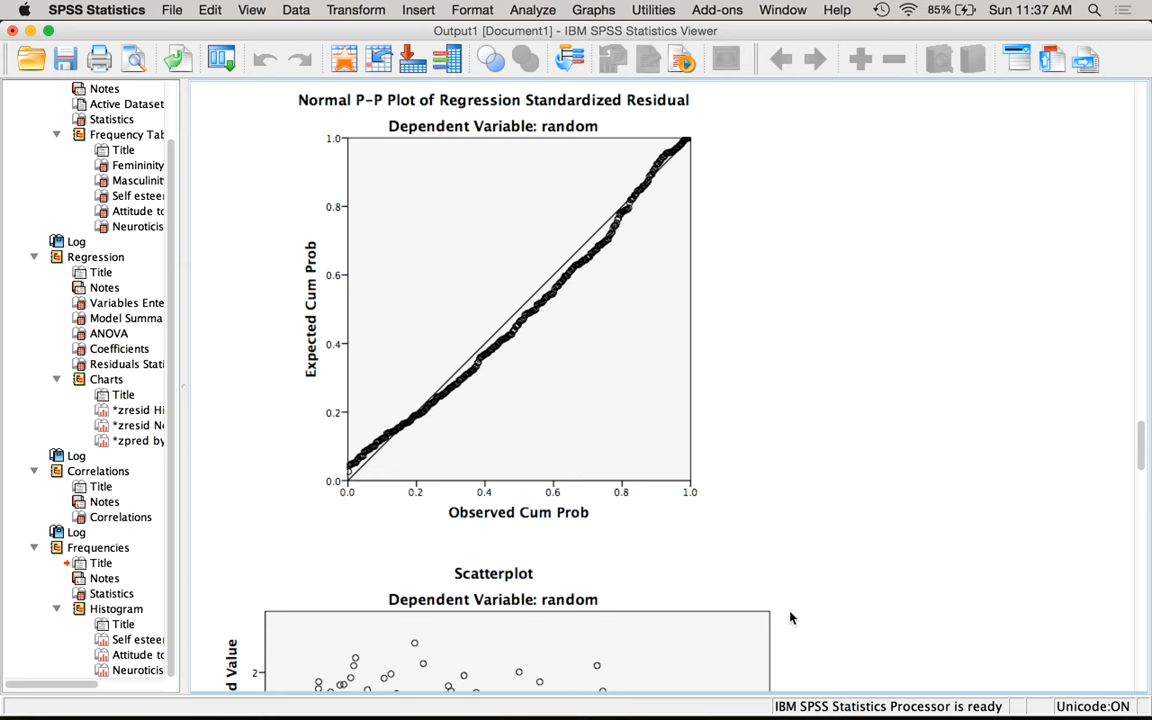 SPSS Statistics File Edit View Data Transform Insert Format Analyze Graphs Utilities Add-ons Window Help 85% Sun 11:37 AM
Output1 [Document1] - IBM SPSS Statistics Viewer
Notes
Active Dataset
Statistics
Frequency Tab
Title
Femininity
Masculinit
Self estee
Attitude to
Neuroticis
Log
Regression
Title
Notes
Variables Ente
Model Summa
ANOVA
Coefficients
Residuals Stati
Charts
Title
*zresid Hi
*zresid No
*zpred by
Log
Correlations
Title
Notes
Correlations
Log
Frequencies
Title
Notes
Statistics
Histogram
Title
Self estee
Attitude to
Neuroticis
Normal P-P Plot of Regression Standardized Residual
Dependent Variable: random
Expected Cum Prob
1.0
0.8
0.6
0.4
0.2
0.0
0.0 0.2 0.4 0.6 0.8 1.0
Observed Cum Prob
Scatterplot
Dependent Variable: random
d Value
2
IBM SPSS Statistics Processor is ready Unicode:ON